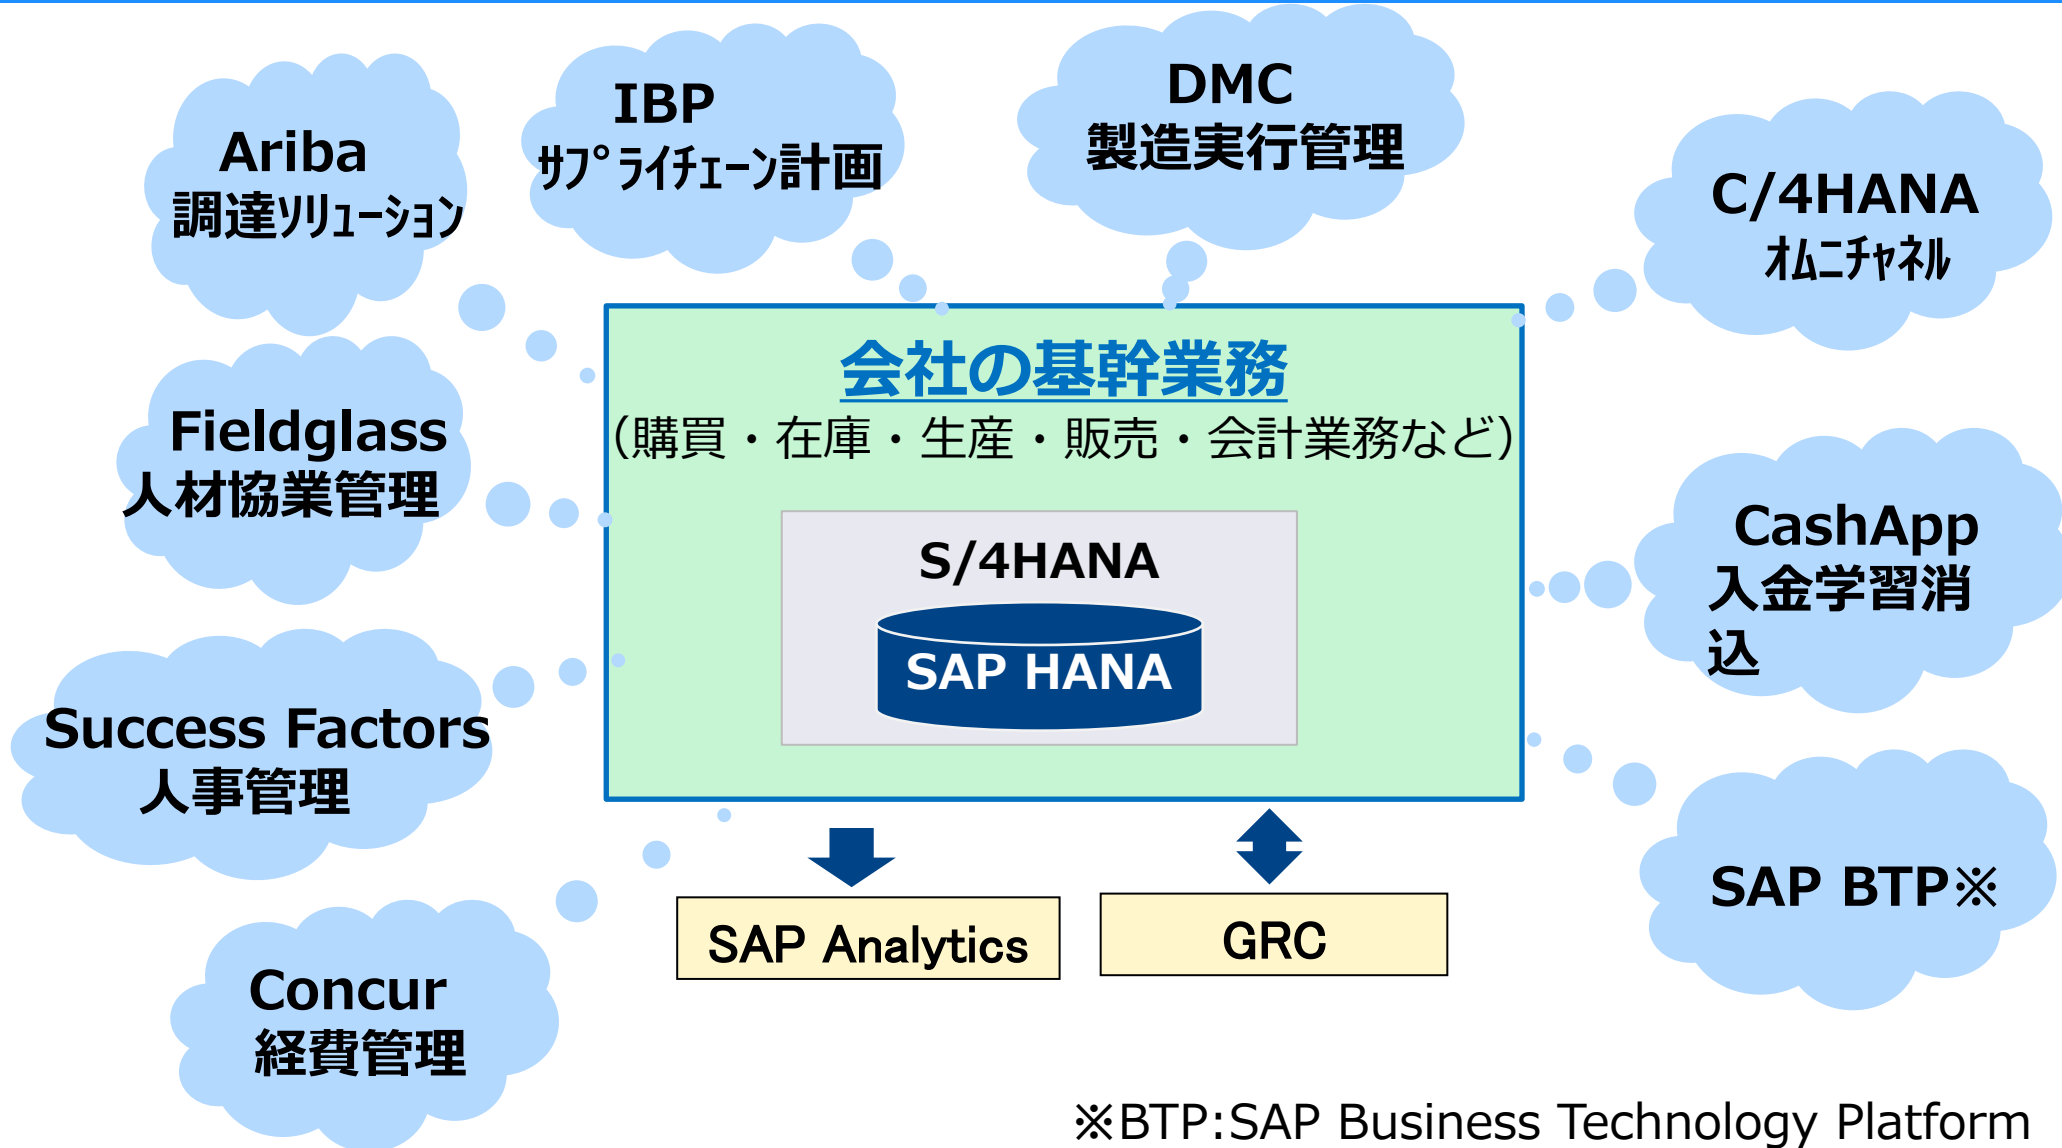 Ariba
調達ソリューション
IBP
サプライチェーン計画
DMC
製造実行管理
C/4HANA
オムニチャネル
Fieldglass
人材協業管理
会社の基幹業務
（購買・在庫・生産・販売・会計業務など）
S/4HANA
SAP HANA
CashApp
入金学習消
込
Success Factors
人事管理
SAP BTP※
SAP Analytics
GRC
Concur
経費管理
※BTP:SAP Business Technology Platform